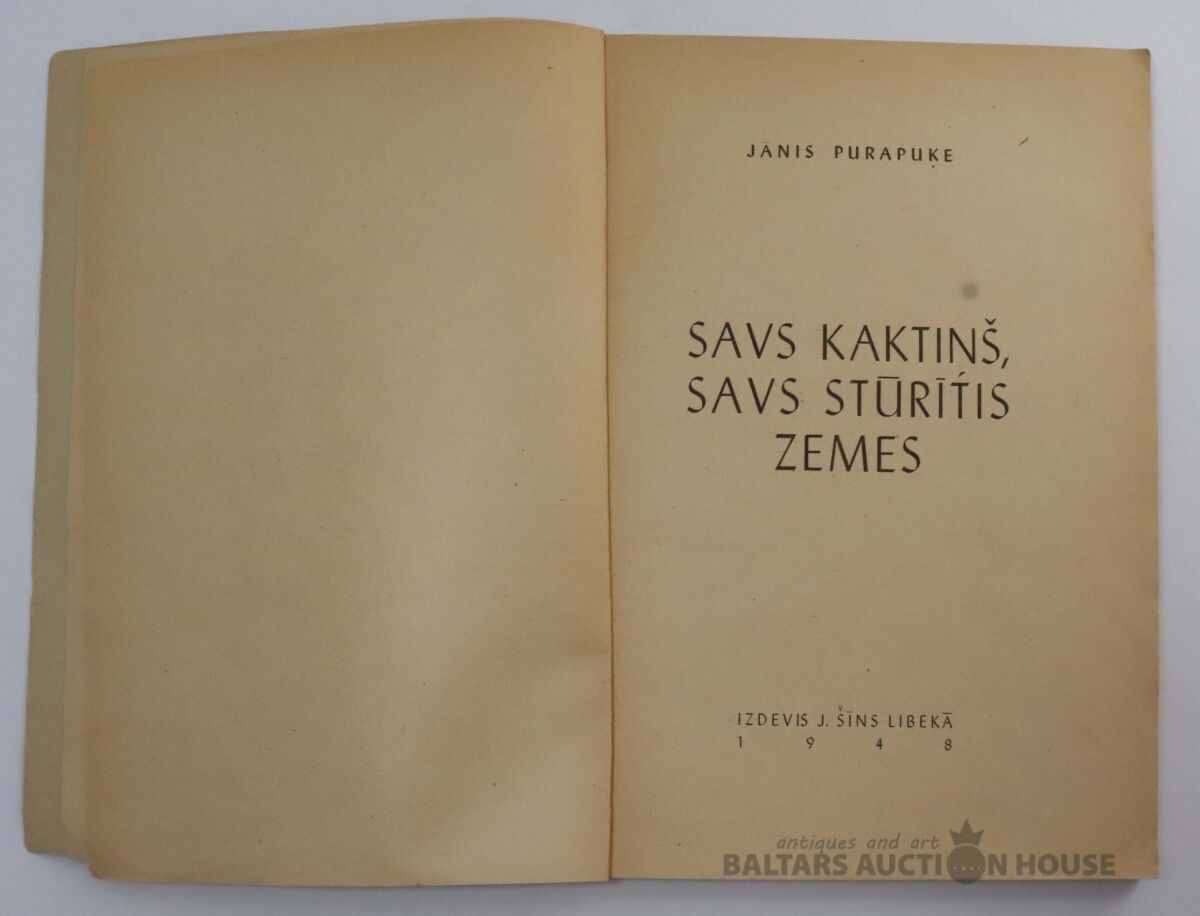 JĀNIS PURAPUĶE
SAVS KAKTIŅŠ,
SAVS STŪRĪTIS
ZEMES
IZDEVIS J. ŠĪNS LIBEKĀ
1 9 4 8
antiques and art
BALTARS AUCTION HOUSE